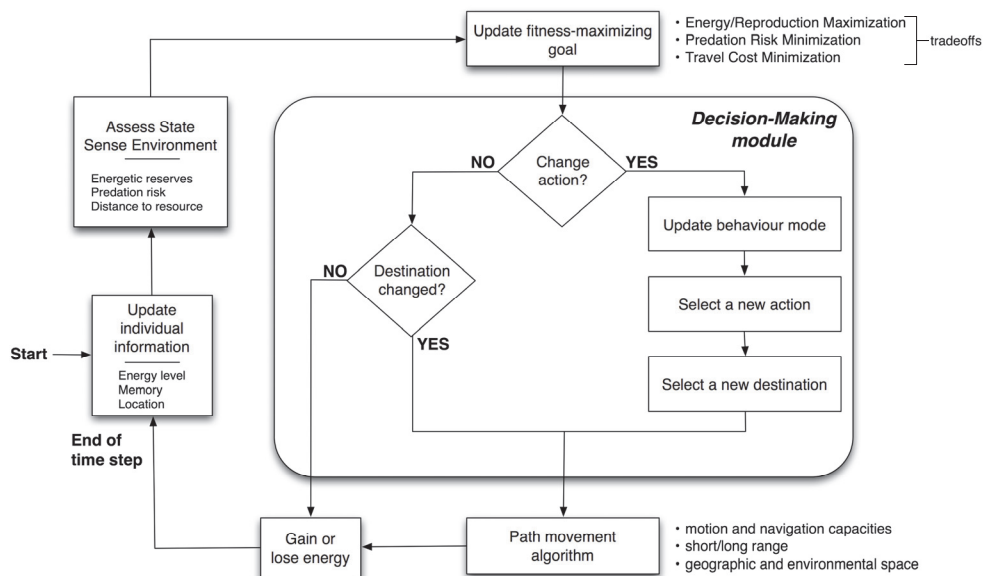 Update fitness-maximizing
goal
• Energy/Reproduction Maximization
• Predation Risk Minimization
• Travel Cost Minimization
tradeoffs
Assess State
Sense Environment
Energetic reserves
Predation risk
Distance to resource
Decision-Making
module
NO
Change
action?
YES
Update behaviour mode
NO
Destination
changed?
YES
Select a new action
Select a new destination
Start
Update
individual
information
Energy level
Memory
Location
End of
time step
Gain or
lose energy
Path movement
algorithm
• motion and navigation capacities
• short/long range
• geographic and environmental space